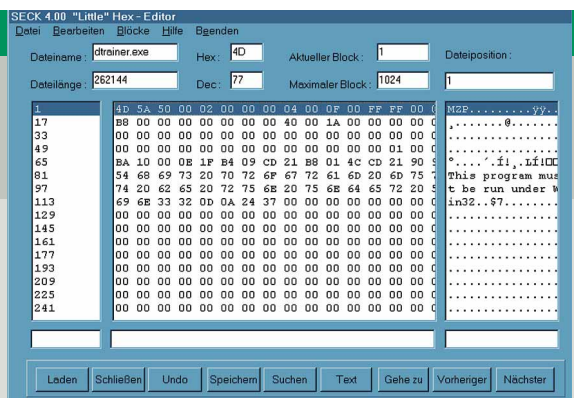 SECK 4.00 "Little" Hex - Editor
Datei Bearbeiten Blöcke Hilfe Beenden
Dateiname: dtrainer.exe Hex: 4D Aktueller Block: 1 Dateiposition:
Dateilänge: 262144 Dec: 77 Maximaler Block: 1024 1
1 4D 5A 50 00 02 00 00 00 04 00 0F 00 FF FF 00 MZP.........ÿÿ..
17 B8 00 00 00 00 00 00 00 40 00 1A 00 00 00 00 ¸.......@.......
33 00 00 00 00 00 00 00 00 00 00 00 00 00 00 00 ................
49 00 00 00 00 00 00 00 00 00 00 00 00 00 01 00 ................
65 BA 10 00 0E 1F B4 09 CD 21 B8 01 4C CD 21 90 °....´.Í!¸.LÍ!
81 54 68 69 73 20 70 72 6F 67 72 61 6D 20 6D 75 This program mus
97 74 20 62 65 20 72 75 6E 20 75 6E 64 65 72 20 t be run under W
113 69 6E 33 32 0D 0A 24 37 00 00 00 00 00 00 00 in32..$7........
129 00 00 00 00 00 00 00 00 00 00 00 00 00 00 00 ................
145 00 00 00 00 00 00 00 00 00 00 00 00 00 00 00 ................
161 00 00 00 00 00 00 00 00 00 00 00 00 00 00 00 ................
177 00 00 00 00 00 00 00 00 00 00 00 00 00 00 00 ................
193 00 00 00 00 00 00 00 00 00 00 00 00 00 00 00 ................
209 00 00 00 00 00 00 00 00 00 00 00 00 00 00 00 ................
225 00 00 00 00 00 00 00 00 00 00 00 00 00 00 00 ................
241 00 00 00 00 00 00 00 00 00 00 00 00 00 00 00 ................
Laden Schließen Undo Speichern Suchen Text Gehe zu Vorheriger Nächster